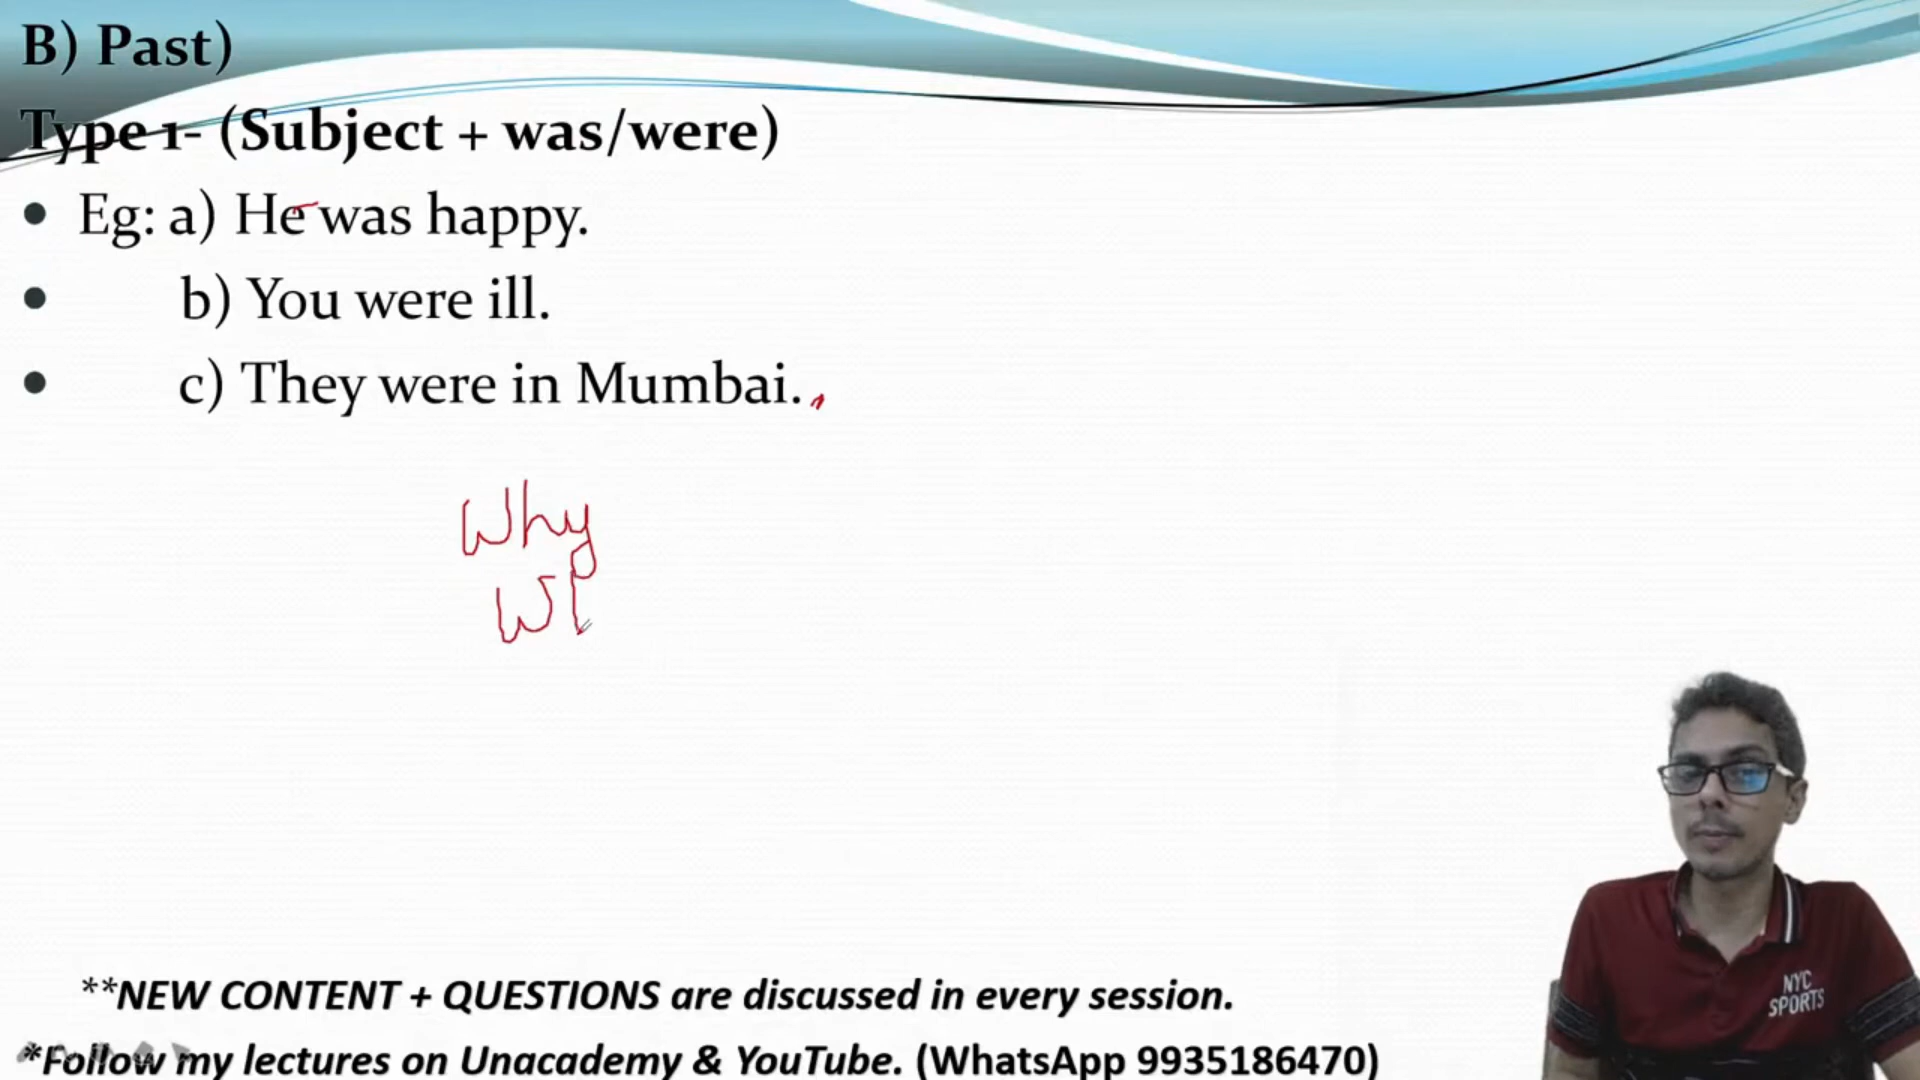 B) Past)
Type 1- (Subject + was/were)
• Eg: a) He was happy.
• b) You were ill.
• c) They were in Mumbai.
Why
**NEW CONTENT + QUESTIONS are discussed in every session.
*Follow my lectures on Unacademy & YouTube. (WhatsApp 9935186470)
NYC
SPORTS